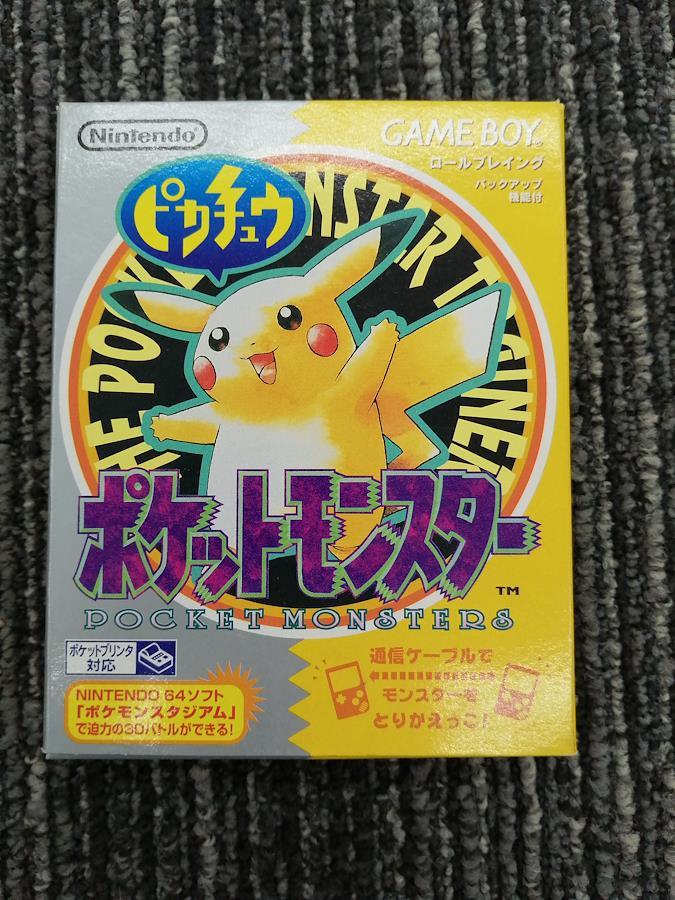 Nintendo
GAME BOY
ロールプレイング
バックアップ
機能付
ピカチュウ
ポケットモンスター
TM
POCKET MONSTERS
ポケットプリンタ
対応
NINTENDO 64ソフト
「ポケモンスタジアム」
で迫力の3Dバトルができる!
通信ケーブルで
モンスターを
とりかえっこ!